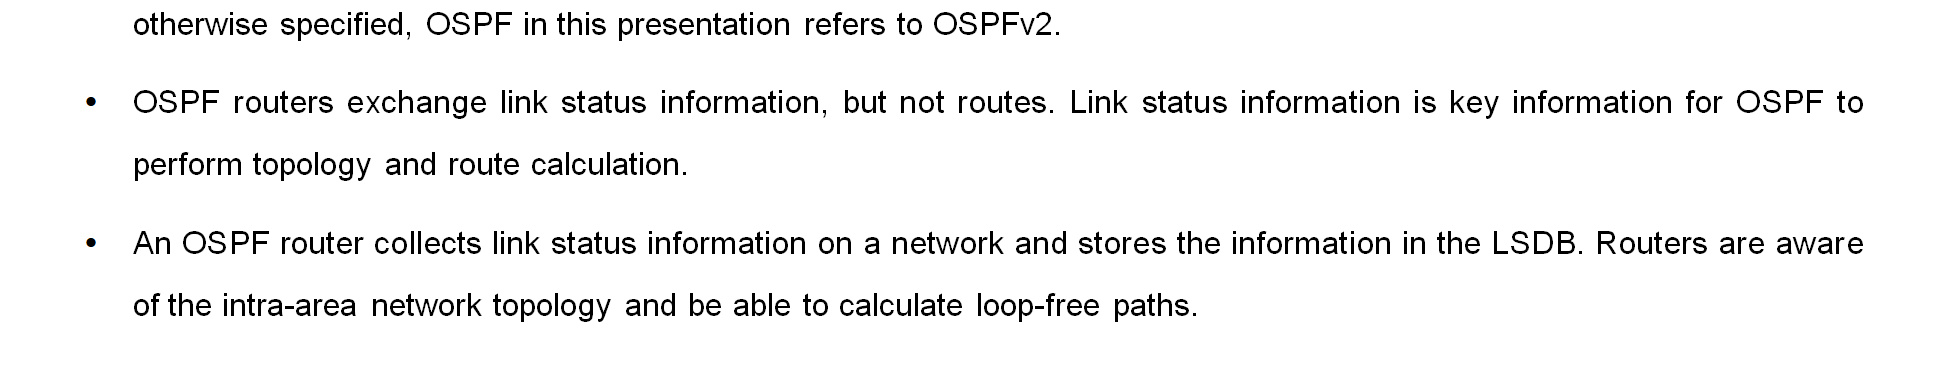 otherwise specified, OSPF in this presentation refers to OSPFv2.
• OSPF routers exchange link status information, but not routes. Link status information is key information for OSPF to
perform topology and route calculation.
• An OSPF router collects link status information on a network and stores the information in the LSDB. Routers are aware
of the intra-area network topology and be able to calculate loop-free paths.